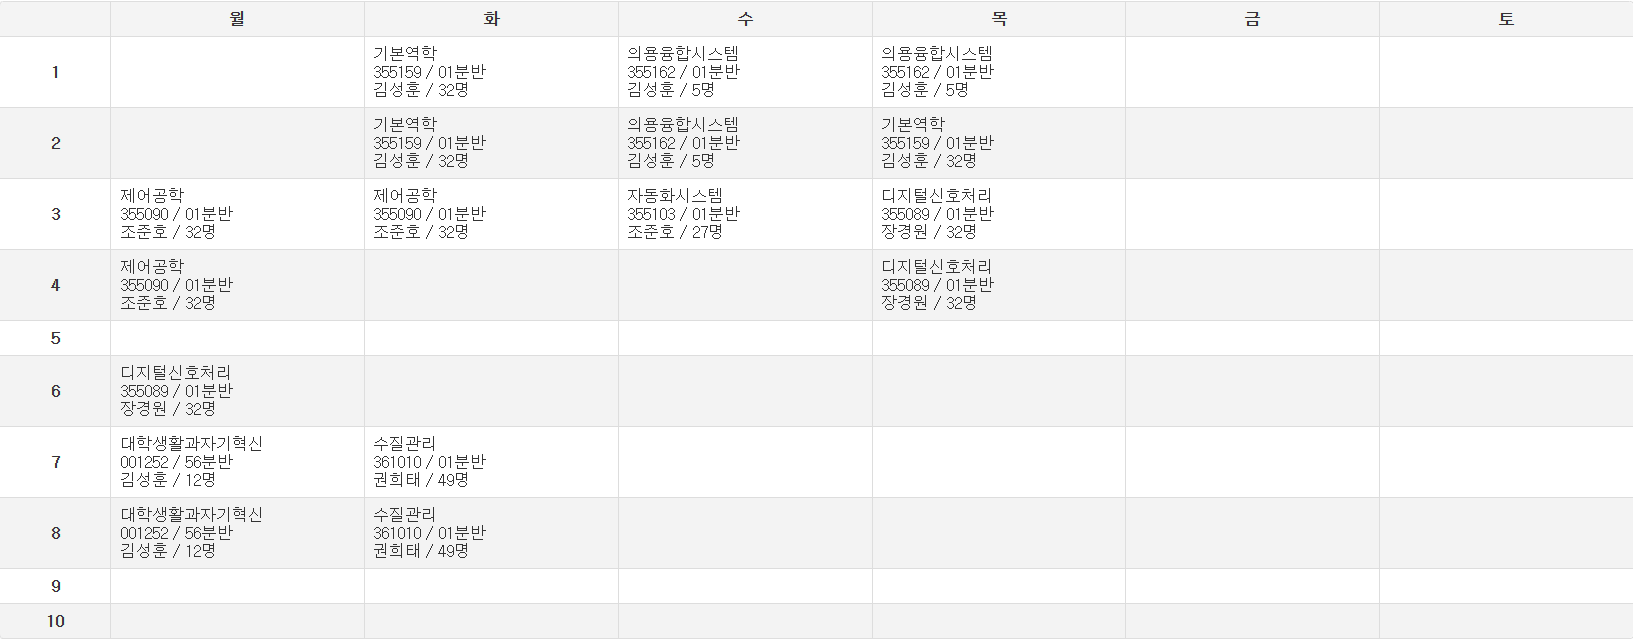 월 화 수 목 금 토
1
기본역학
355159 / 01분반
김성훈 / 32명
의용융합시스템
355162 / 01분반
김성훈 / 5명
의용융합시스템
355162 / 01분반
김성훈 / 5명
2
기본역학
355159 / 01분반
김성훈 / 32명
의용융합시스템
355162 / 01분반
김성훈 / 5명
기본역학
355159 / 01분반
김성훈 / 32명
3
제어공학
355090 / 01분반
조준호 / 32명
제어공학
355090 / 01분반
조준호 / 32명
자동화시스템
355103 / 01분반
조준호 / 27명
디지털신호처리
355089 / 01분반
장경원 / 32명
4
제어공학
355090 / 01분반
조준호 / 32명
디지털신호처리
355089 / 01분반
장경원 / 32명
5
6
디지털신호처리
355089 / 01분반
장경원 / 32명
7
대학생활과자기혁신
001252 / 56분반
김성훈 / 12명
수질관리
361010 / 01분반
권희태 / 49명
8
대학생활과자기혁신
001252 / 56분반
김성훈 / 12명
수질관리
361010 / 01분반
권희태 / 49명
9
10